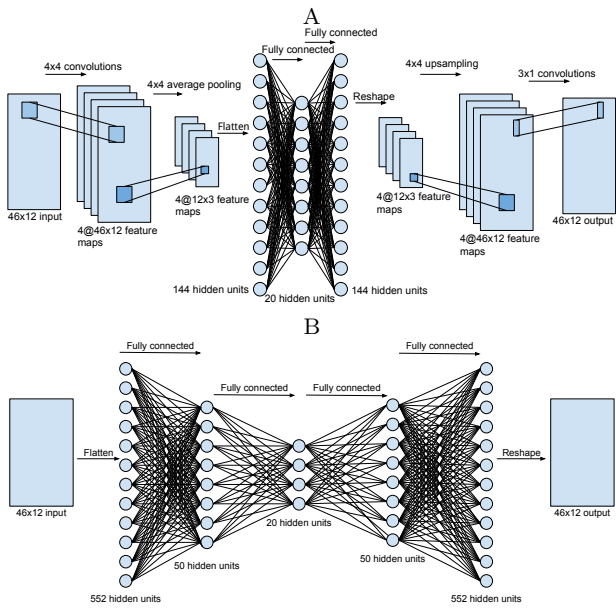 A
Fully connected
Fully connected
4x4 convolutions
4x4 average pooling
4x4 upsampling
3x1 convolutions
Flatten
Reshape
46x12 input
4@46x12 feature
maps
4@12x3 feature
maps
4@12x3 feature
maps
4@46x12 feature
maps
46x12 output
144 hidden units
20 hidden units
144 hidden units
B
Fully connected
Fully connected
Fully connected
Fully connected
Flatten
Reshape
46x12 input
46x12 output
20 hidden units
50 hidden units
50 hidden units
552 hidden units
552 hidden units